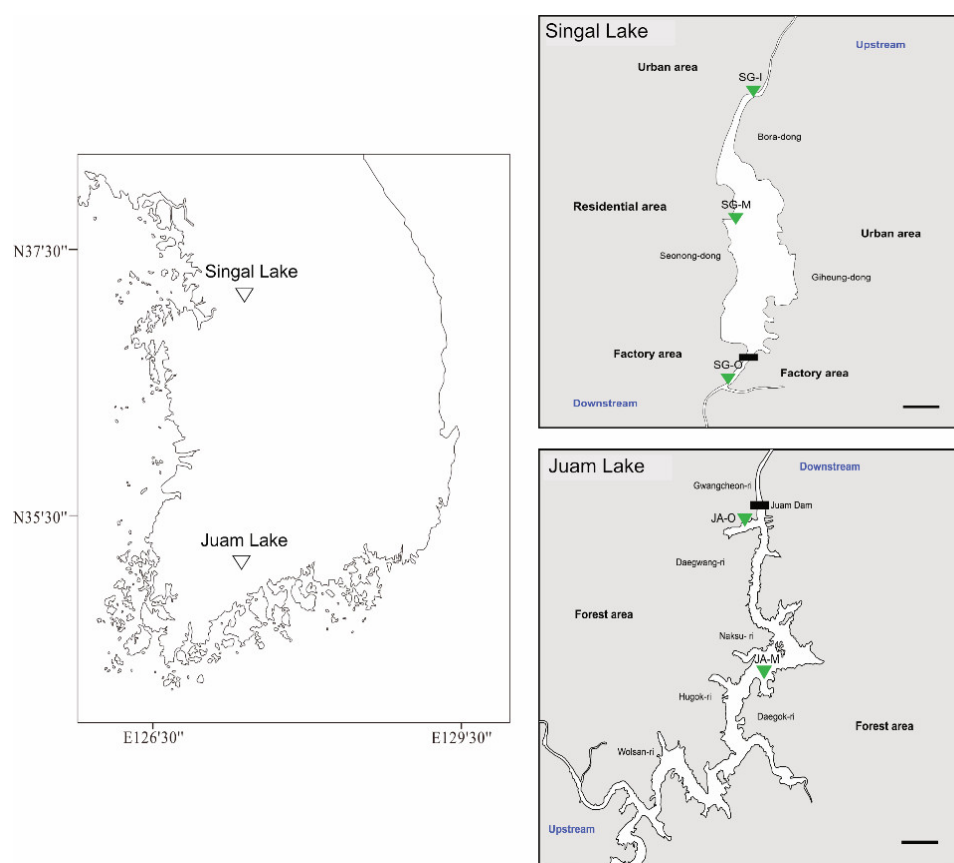 N37'30''
Singal Lake
N35'30''
Juam Lake
E126'30''
E129'30''
Singal Lake
Upstream
Urban area
SG-I
Bora-dong
Residential area
SG-M
Urban area
Seonong-dong
Giheung-dong
Factory area
SG-O
Factory area
Downstream
Juam Lake
Downstream
Gwangcheon-ri
Juam Dam
JA-O
Daegwang-ri
Forest area
Naksu- ri
JA-M
Hugok-ri
Daegok-ri
Forest area
Wolsan-ri
Upstream